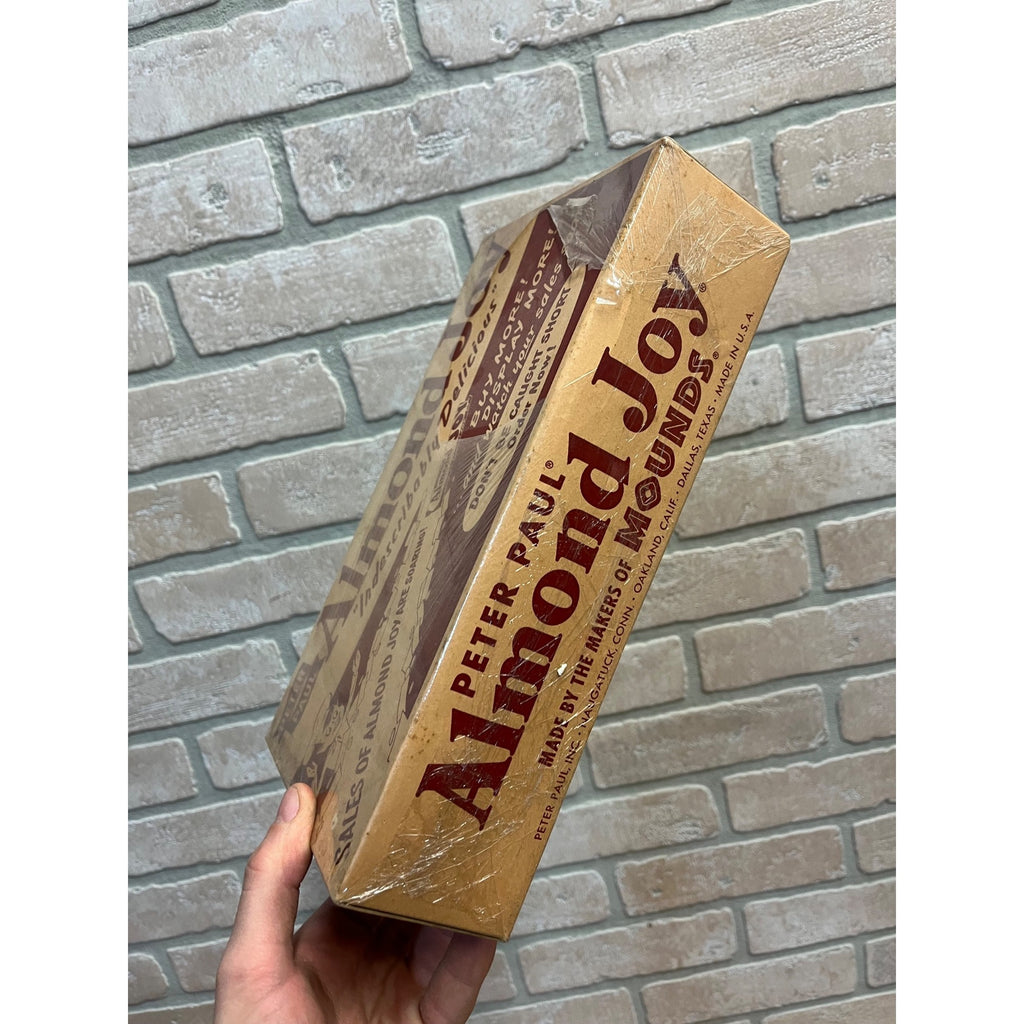 PETER PAUL®
Almond Joy®
MADE BY THE MAKERS OF MOUNDS®
PETER PAUL, INC. · NAUGATUCK, CONN. · OAKLAND, CALIF. · DALLAS, TEXAS · MADE IN U.S.A.
PETER PAUL
Almond Joy
"Indescribably Delicious"
BUY MORE!
DISPLAY MORE!
Watch your sales
DON'T BE CAUGHT SHORT
Order Now!
SALES OF ALMOND JOY ARE SOARING!